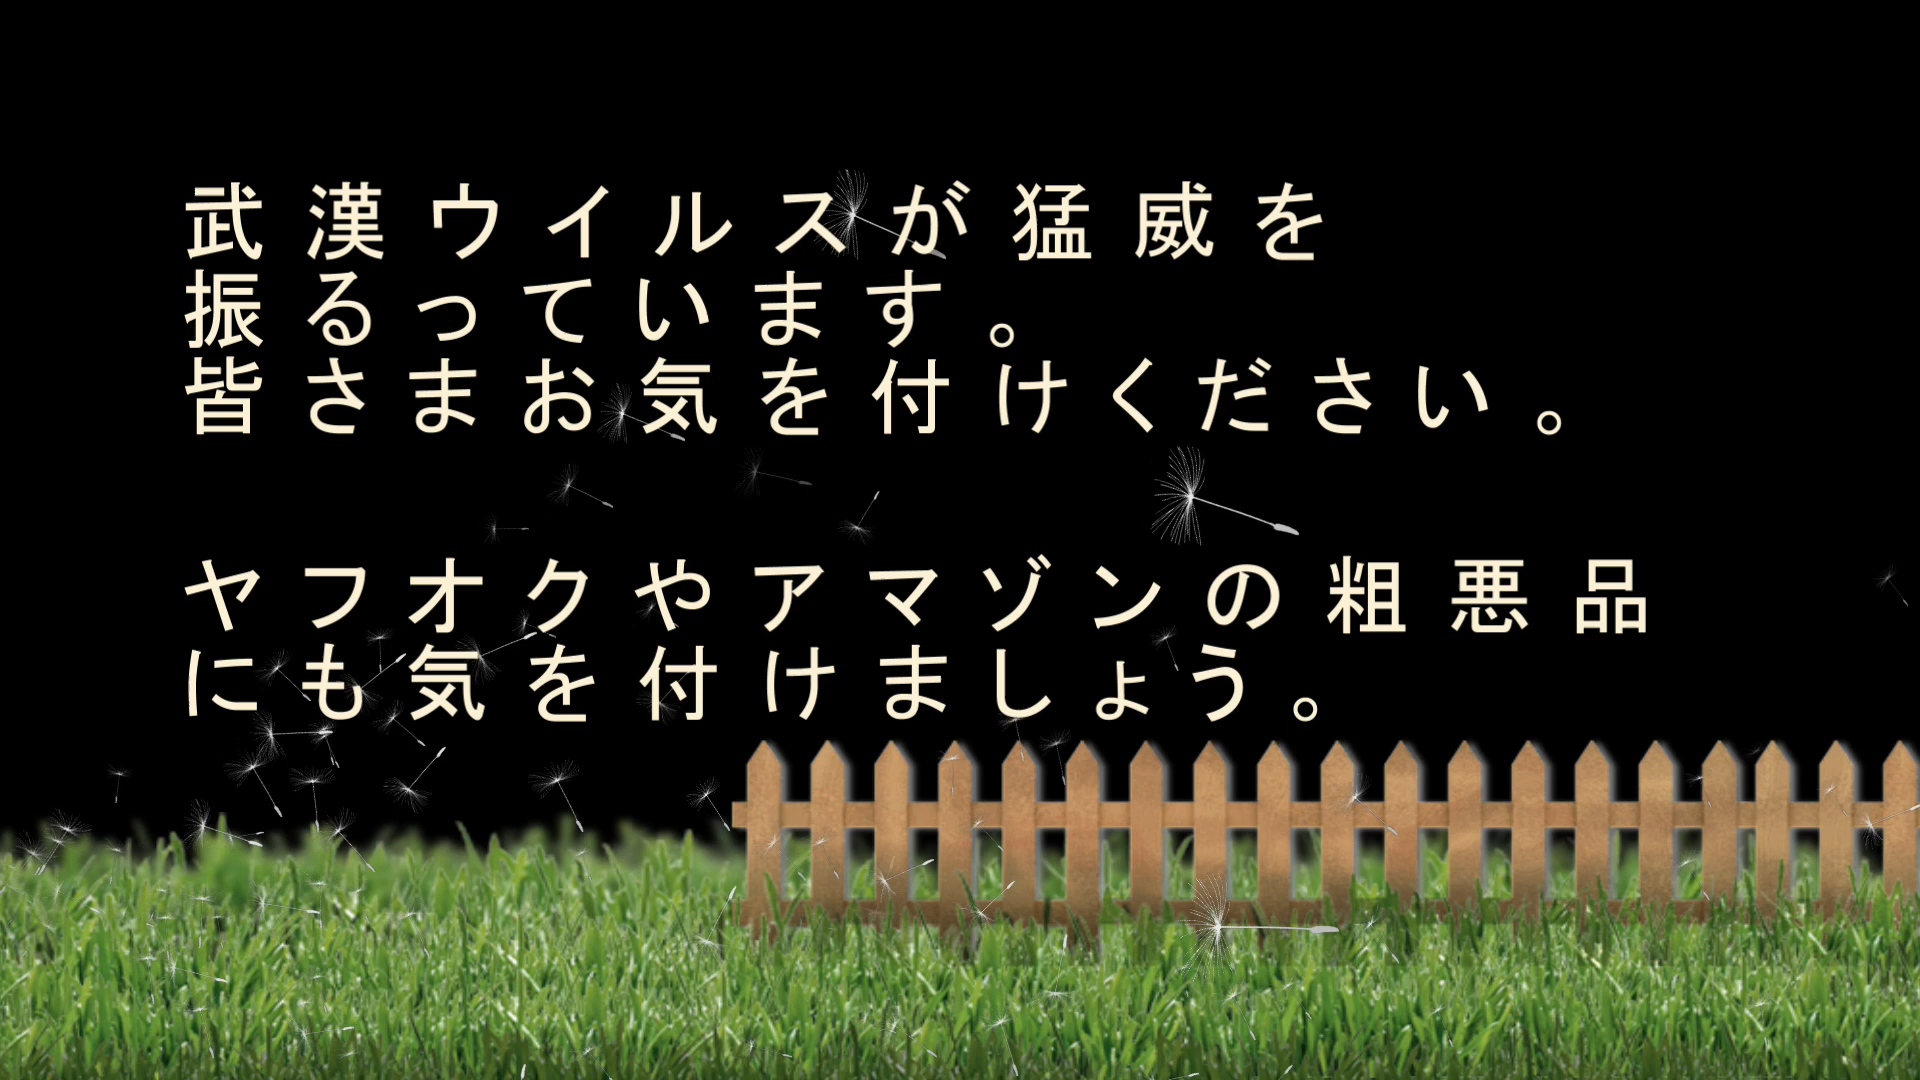 武漢ウイルスが猛威を
振るっています。
皆さまお気を付けください。
ヤフオクやアマゾンの粗悪品
にも気を付けましょう。